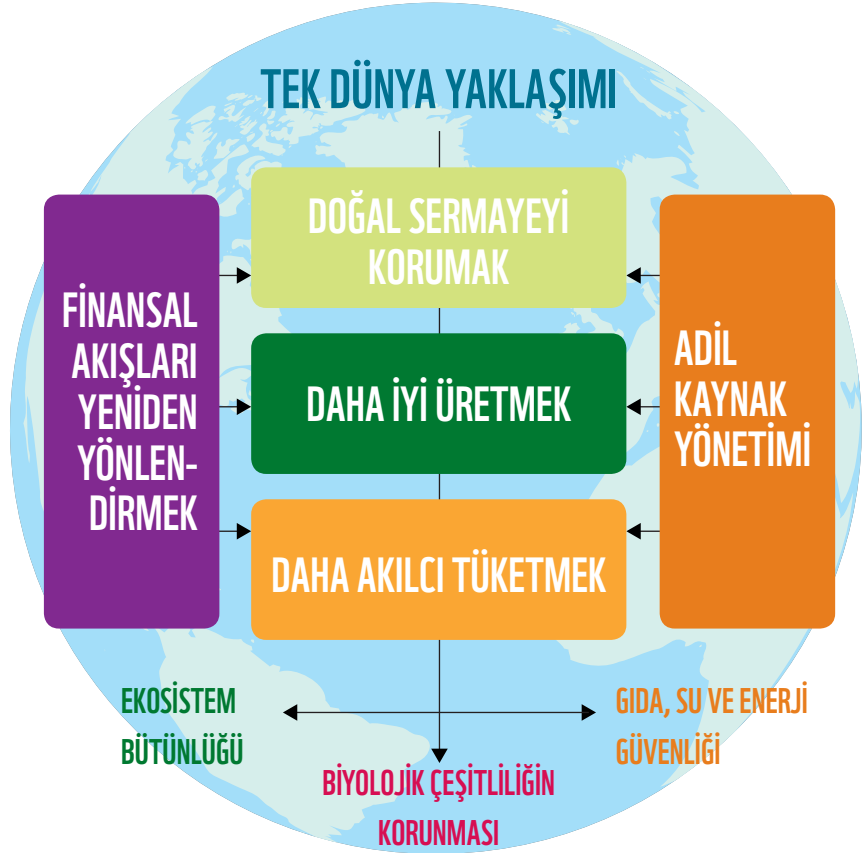 TEK DÜNYA YAKLAŞIMI
DOĞAL SERMAYEYİ
KORUMAK
FİNANSAL
AKIŞLARI
YENİDEN
YÖNLEN-
DİRMEK
DAHA İYİ ÜRETMEK
ADİL
KAYNAK
YÖNETİMİ
DAHA AKILCI TÜKETMEK
EKOSİSTEM
BÜTÜNLÜĞÜ
BİYOLOJİK ÇEŞİTLİLİĞİN
KORUNMASI
GIDA, SU VE ENERJİ
GÜVENLİĞİ